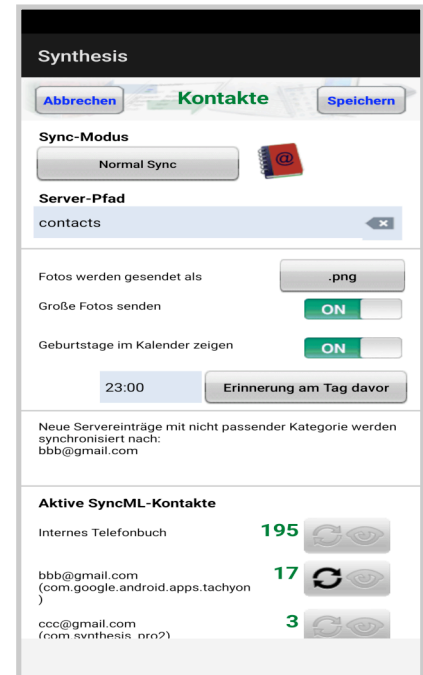 Synthesis
Abbrechen Kontakte Speichern
Sync-Modus
Normal Sync
@
Server-Pfad
contacts
Fotos werden gesendet als .png
Große Fotos senden ON
Geburtstage im Kalender zeigen ON
23:00 Erinnerung am Tag davor
Neue Servereinträge mit nicht passender Kategorie werden
synchronisiert nach:
bbb@gmail.com
Aktive SyncML-Kontakte
Internes Telefonbuch 195
bbb@gmail.com 17
(com.google.android.apps.tachyon
)
ccc@gmail.com 3
(com.synthesis_pro2)